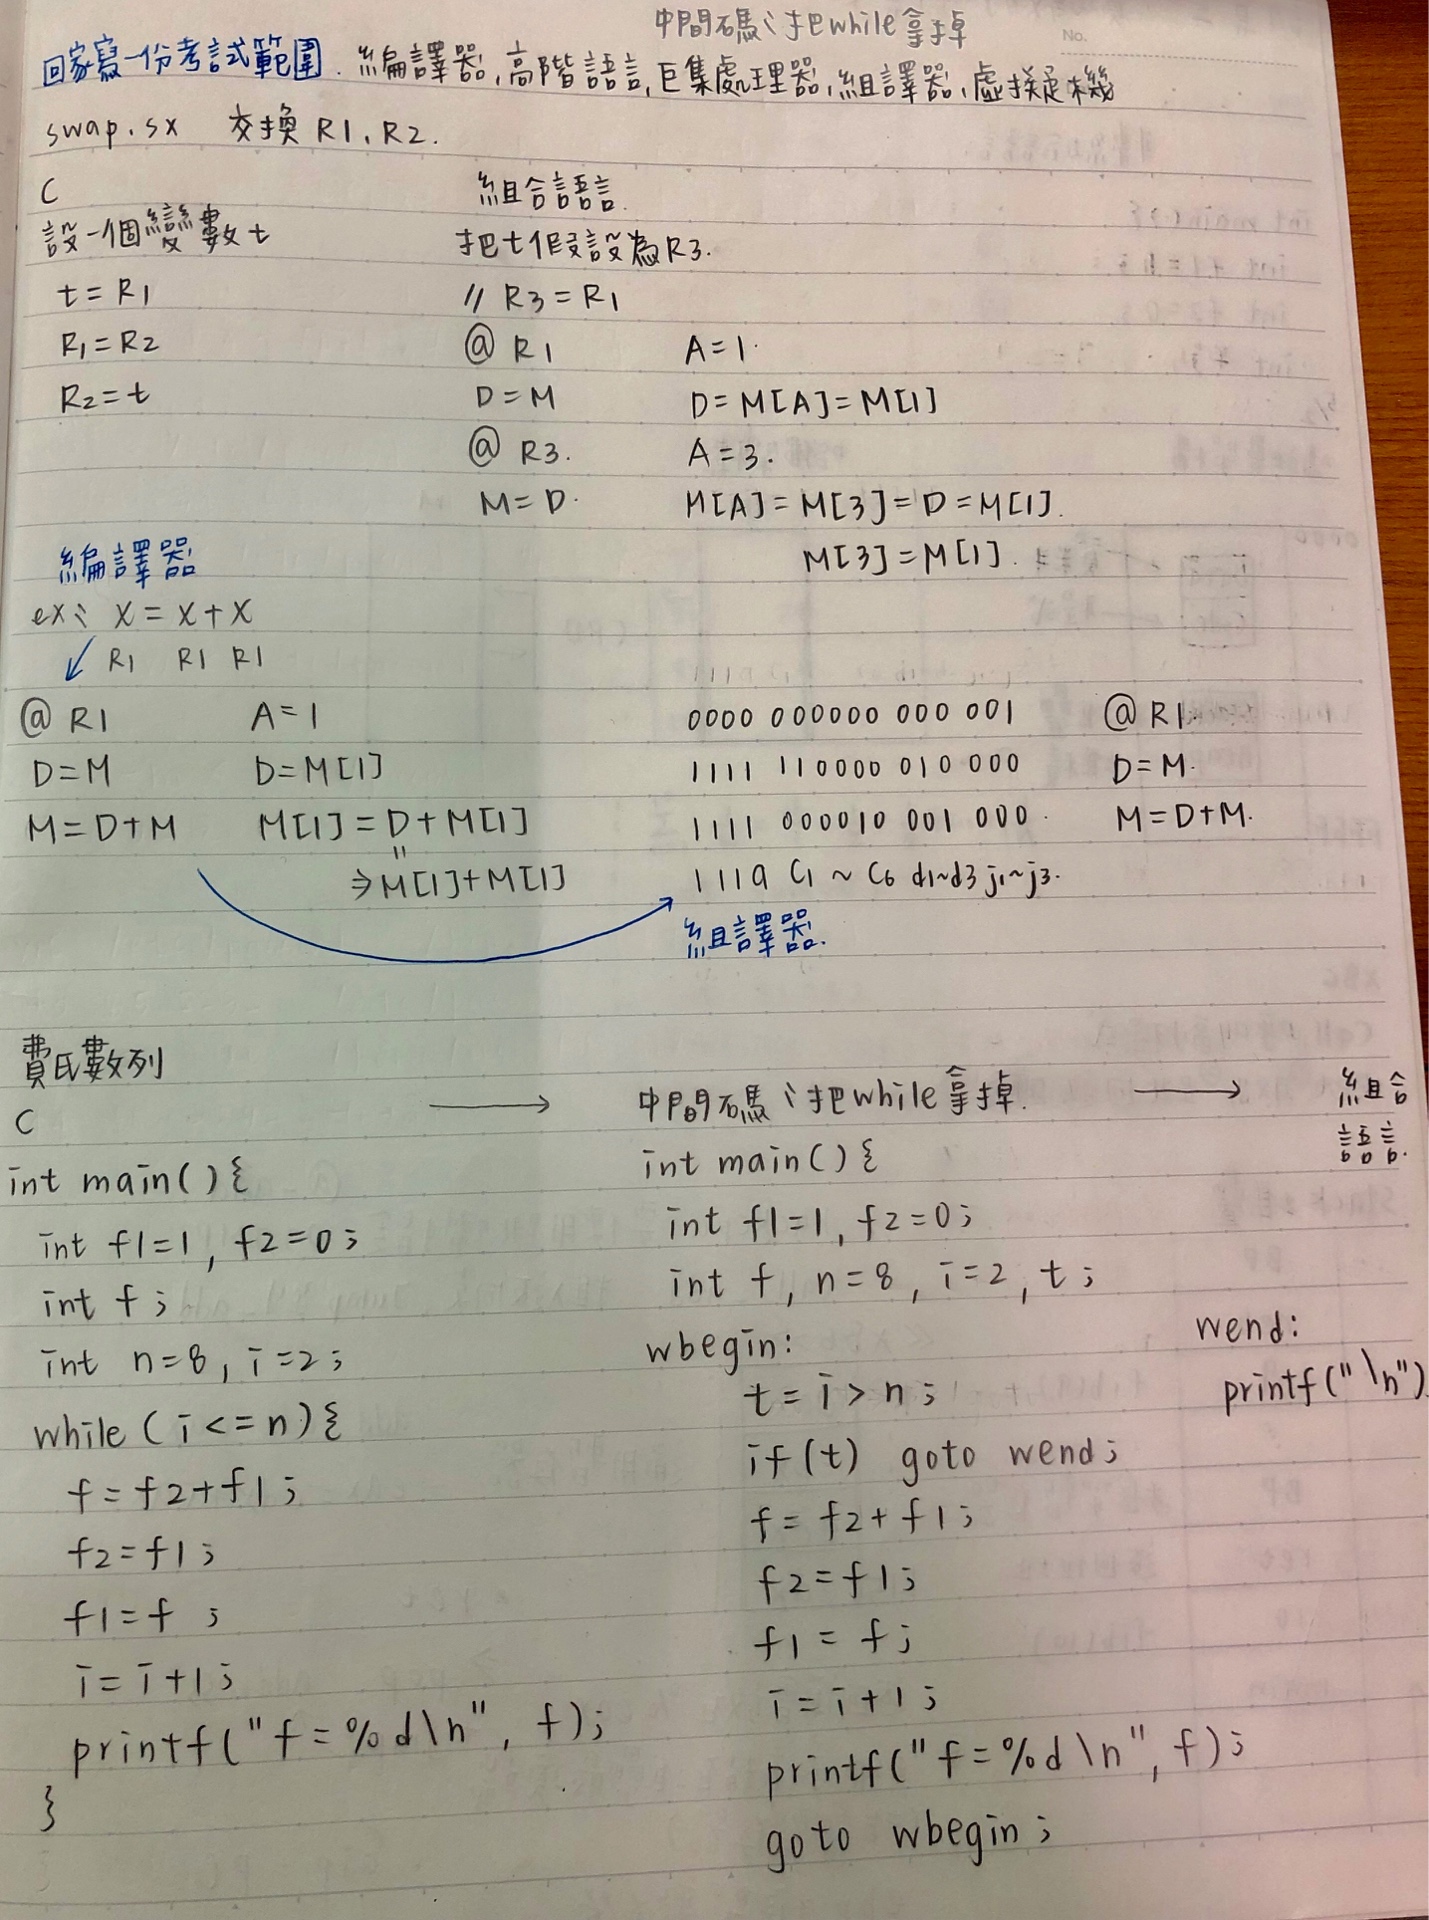 中間碼：把while拿掉
No.
回家寫一份考試範圍. 編譯器,高階語言,巨集處理器,組譯器,虛擬機
swap.sx 交換 R1, R2.
C
設一個變數t
t = R1
R1 = R2
R2 = t
組合語言.
把t假設為R3.
// R3 = R1
@ R1 A = 1.
D = M D = M[A] = M[1]
@ R3. A = 3.
M = D. M[A] = M[3] = D = M[1].
M[3] = M[1].
編譯器
ex: X = X + X
R1 R1 R1
@ R1 A = 1
D = M D = M[1]
M = D+M M[1] = D + M[1]
"
⇒ M[1]+M[1]
0000 000000 000 001 @ R1.
1111 110000 010 000 D = M.
1111 000010 001 000. M = D+M.
111a C1 ~ C6 d1~d3 j1~j3.
組譯器.
費氏數列
C
int main(){
int f1=1, f2=0;
int f;
int n=8, i=2;
while (i <= n){
f = f2+f1;
f2 = f1;
f1 = f ;
i = i+1;
printf("f = %d\n", f);
}
→ 中間碼：把while拿掉.
int main(){
int f1=1, f2=0;
int f, n=8, i=2, t;
wbegin:
t = i > n;
if (t) goto wend;
f = f2 + f1;
f2 = f1;
f1 = f;
i = i+1;
printf("f = %d \n", f);
goto wbegin;
→ 組合
語言.
wend:
printf("\n")